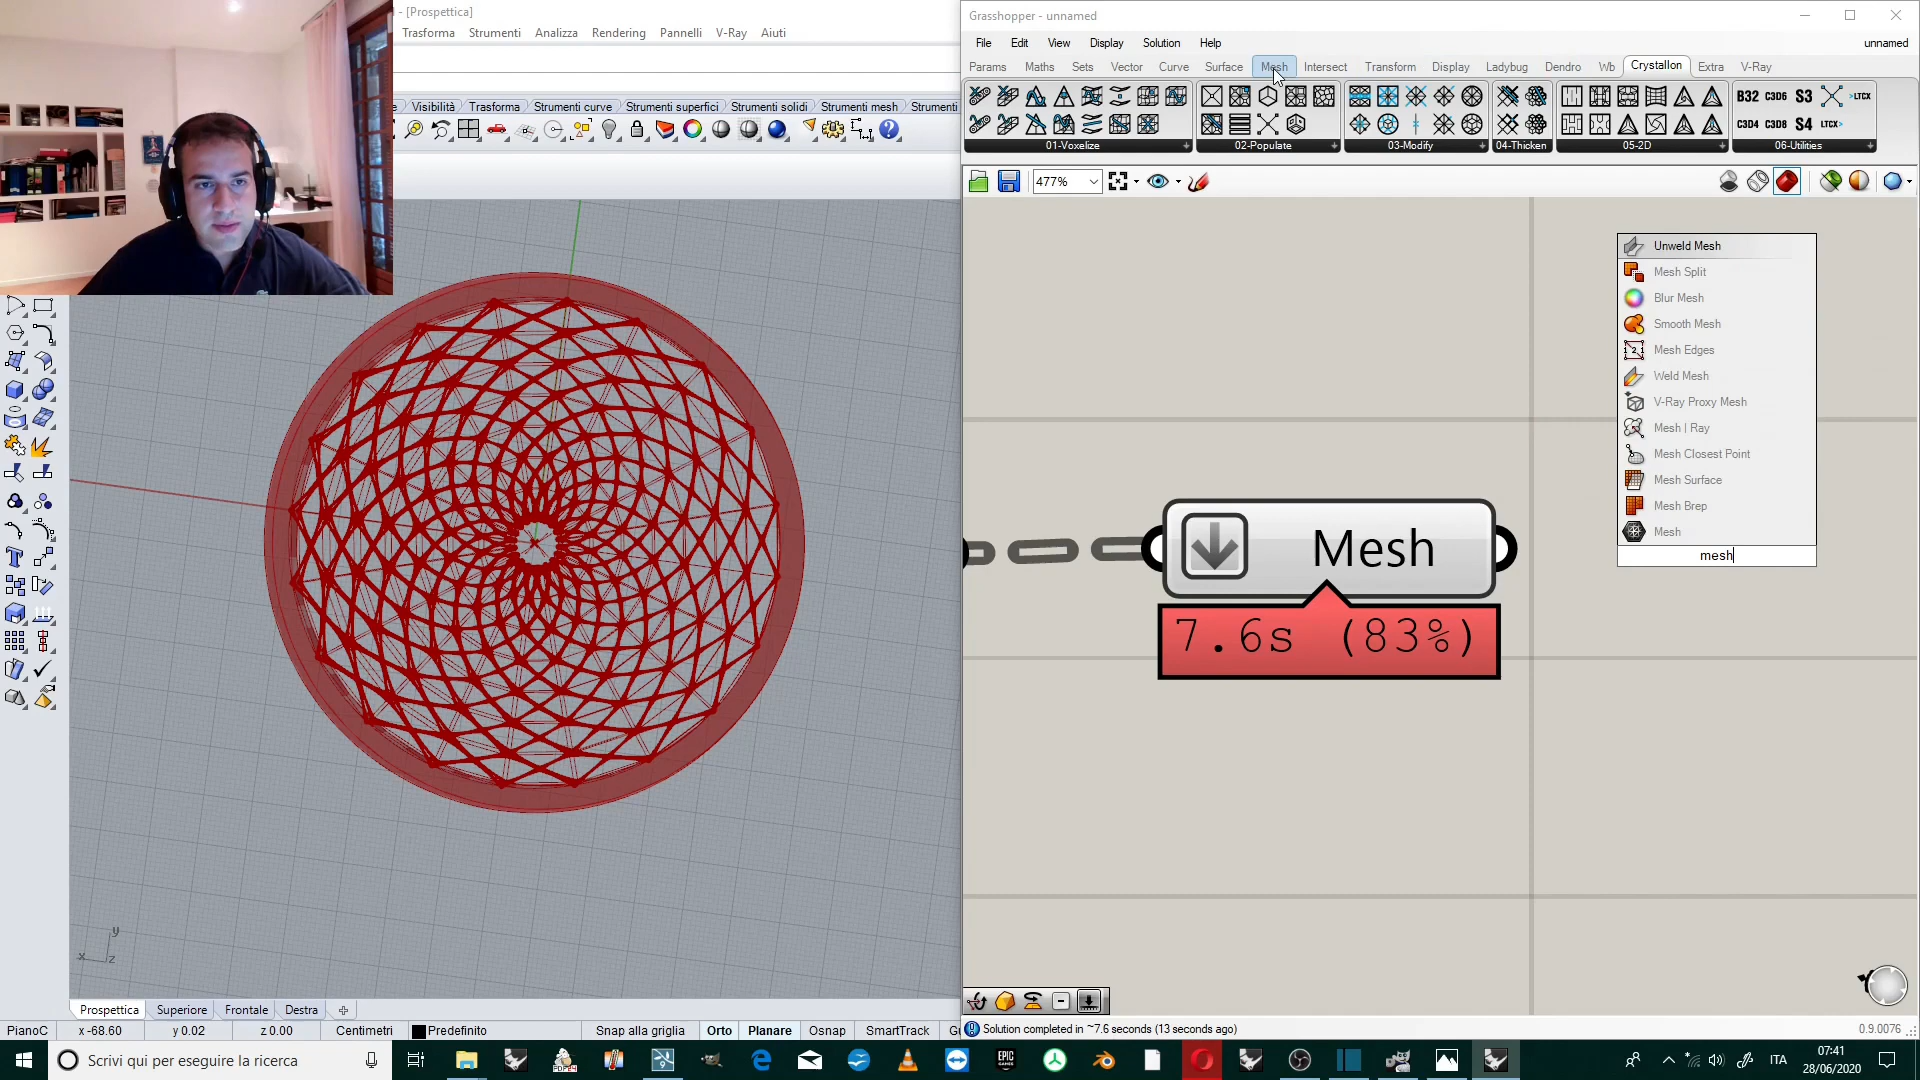 - [Prospettica]
Trasforma Strumenti Analizza Rendering Pannelli V-Ray Aiuti
Visibilità Trasforma Strumenti curve Strumenti superfici Strumenti solidi Strumenti mesh Strumenti
Prospettica Superiore Frontale Destra
PianoC x -68.60 y 0.02 z 0.00 Centimetri Predefinito Snap alla griglia Orto Planare Osnap SmartTrack
x y z
Grasshopper - unnamed
File Edit View Display Solution Help unnamed
Params Maths Sets Vector Curve Surface Mesh Intersect Transform Display Ladybug Dendro Wb Crystallon Extra V-Ray
B32 C3D6 S3 >LTCX
C3D4 C3D8 S4 LTCX>
01-Voxelize 02-Populate 03-Modify 04-Thicken 05-2D 06-Utilities
477%
Unweld Mesh
Mesh Split
Blur Mesh
Smooth Mesh
Mesh Edges
Weld Mesh
V-Ray Proxy Mesh
Mesh | Ray
Mesh Closest Point
Mesh Surface
Mesh Brep
Mesh
mesh
Mesh
7.6s (83%)
Solution completed in ~7.6 seconds (13 seconds ago) 0.9.0076
Scrivi qui per eseguire la ricerca
ITA
07:41
28/06/2020